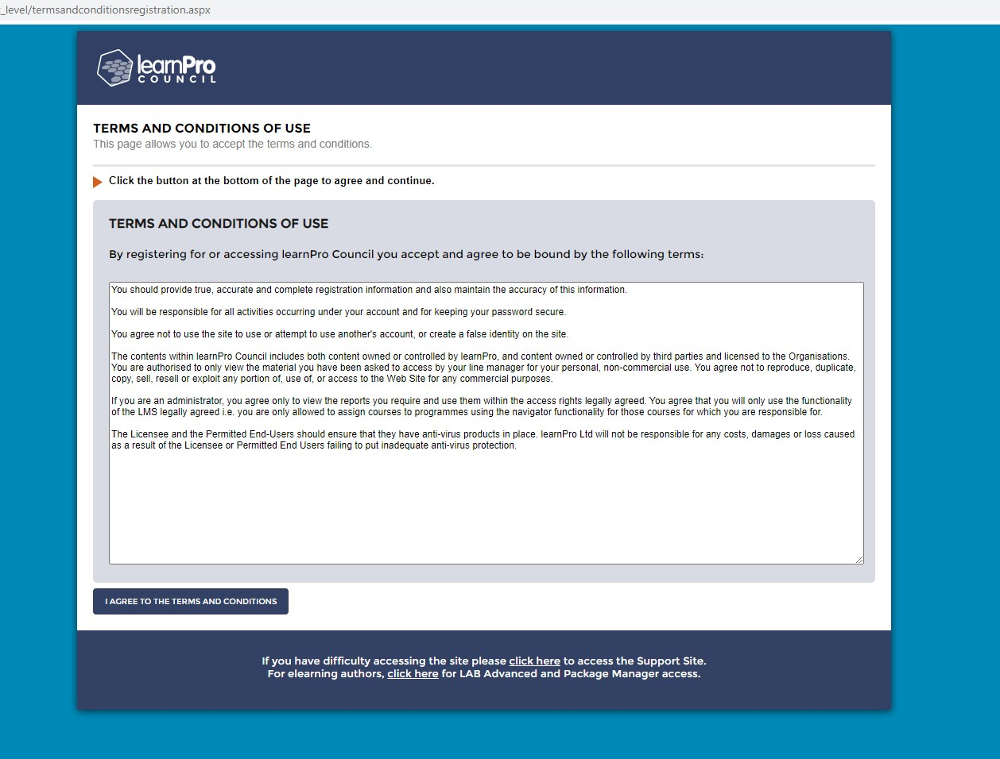 _level/termsandconditionsregistration.aspx
learnPro
COUNCIL
TERMS AND CONDITIONS OF USE
This page allows you to accept the terms and conditions.
Click the button at the bottom of the page to agree and continue.
TERMS AND CONDITIONS OF USE
By registering for or accessing learnPro Council you accept and agree to be bound by the following terms:
You should provide true, accurate and complete registration information and also maintain the accuracy of this information.
You will be responsible for all activities occurring under your account and for keeping your password secure.
You agree not to use the site to use or attempt to use another's account, or create a false identity on the site.
The contents within learnPro Council includes both content owned or controlled by learnPro, and content owned or controlled by third parties and licensed to the Organisations.
You are authorised to only view the material you have been asked to access by your line manager for your personal, non-commercial use. You agree not to reproduce, duplicate,
copy, sell, resell or exploit any portion of, use of, or access to the Web Site for any commercial purposes.
If you are an administrator, you agree only to view the reports you require and use them within the access rights legally agreed. You agree that you will only use the functionality
of the LMS legally agreed i.e. you are only allowed to assign courses to programmes using the navigator functionality for those courses for which you are responsible for.
The Licensee and the Permitted End-Users should ensure that they have anti-virus products in place. learnPro Ltd will not be responsible for any costs, damages or loss caused
as a result of the Licensee or Permitted End Users failing to put inadequate anti-virus protection.
I AGREE TO THE TERMS AND CONDITIONS
If you have difficulty accessing the site please click here to access the Support Site.
For elearning authors, click here for LAB Advanced and Package Manager access.